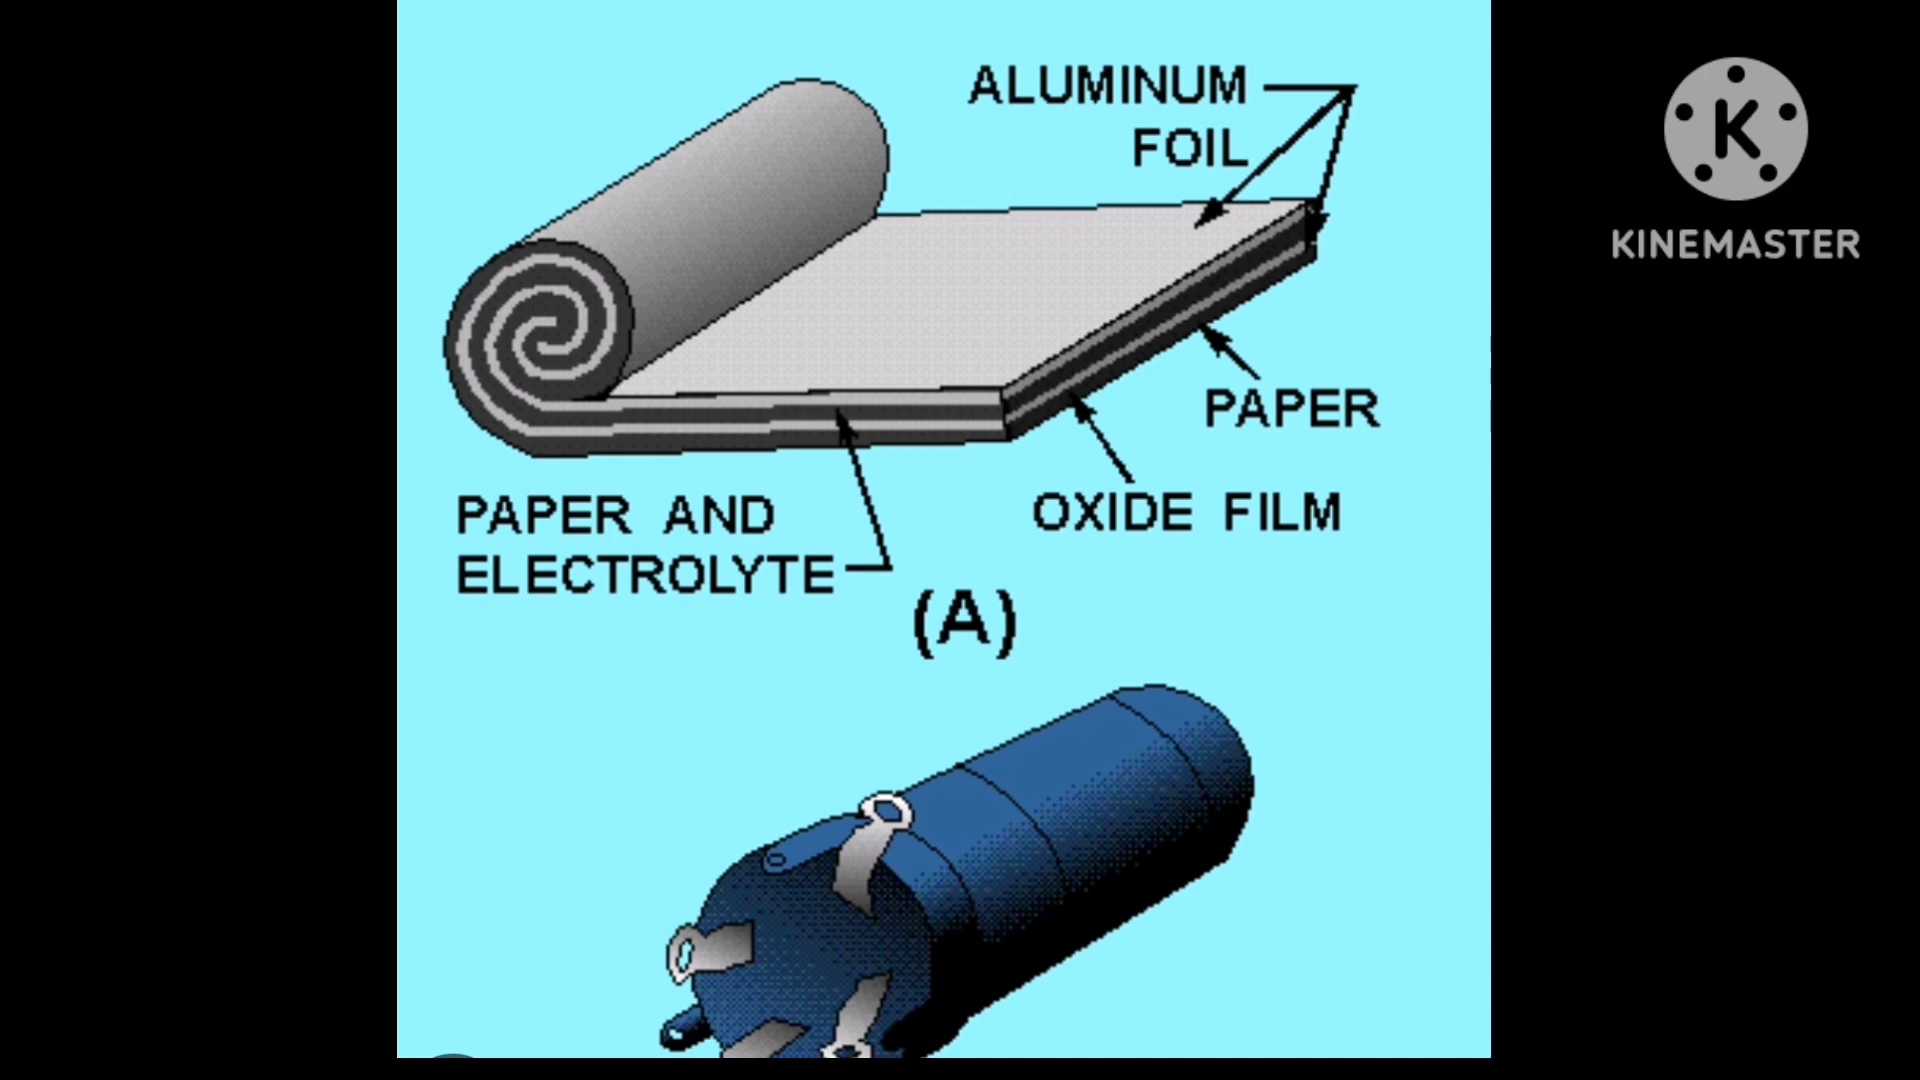 ALUMINUM
FOIL
PAPER
OXIDE FILM
PAPER AND
ELECTROLYTE
(A)
K
KINEMASTER